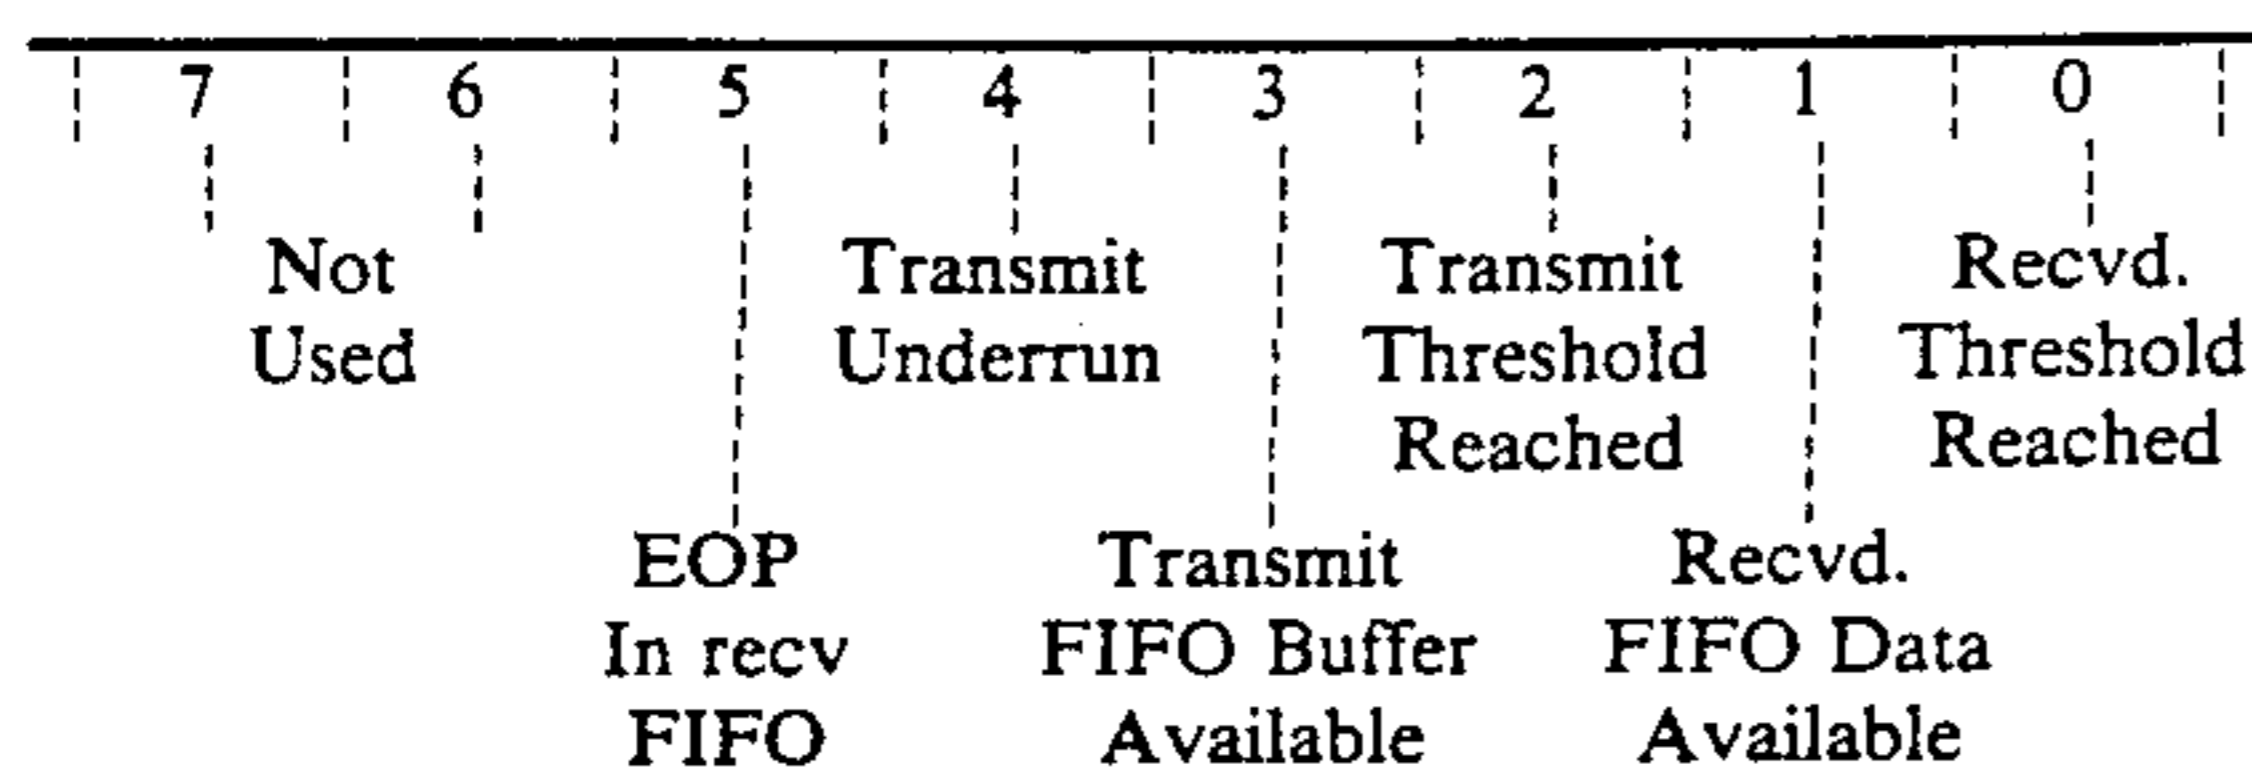 7 6 5 4 3 2 1 0
Not Transmit Transmit Recvd.
Used Underrun Threshold Threshold
Reached Reached
EOP Transmit Recvd.
In recv FIFO Buffer FIFO Data
FIFO Available Available